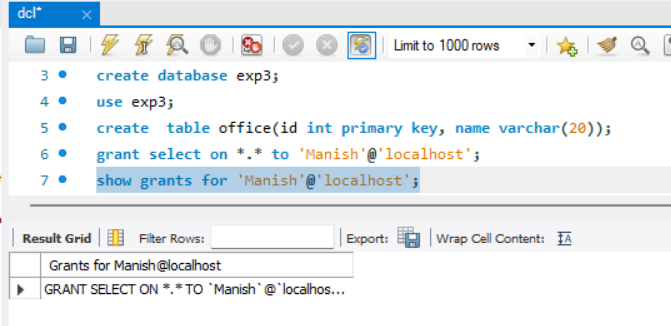 dcl*
Limit to 1000 rows
3 create database exp3;
4 use exp3;
5 create  table office(id int primary key, name varchar(20));
6 grant select on *.* to 'Manish'@'localhost';
7 show grants for 'Manish'@'localhost';
Result Grid Filter Rows: Export: Wrap Cell Content: IA
Grants for Manish@localhost
GRANT SELECT ON *.* TO `Manish`@`localhos...